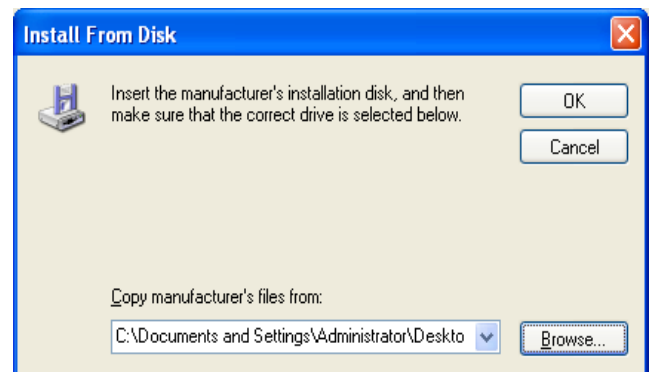 Install From Disk
Insert the manufacturer's installation disk, and then
make sure that the correct drive is selected below.
OK
Cancel
Copy manufacturer's files from:
C:\Documents and Settings\Administrator\Deskto
Browse...